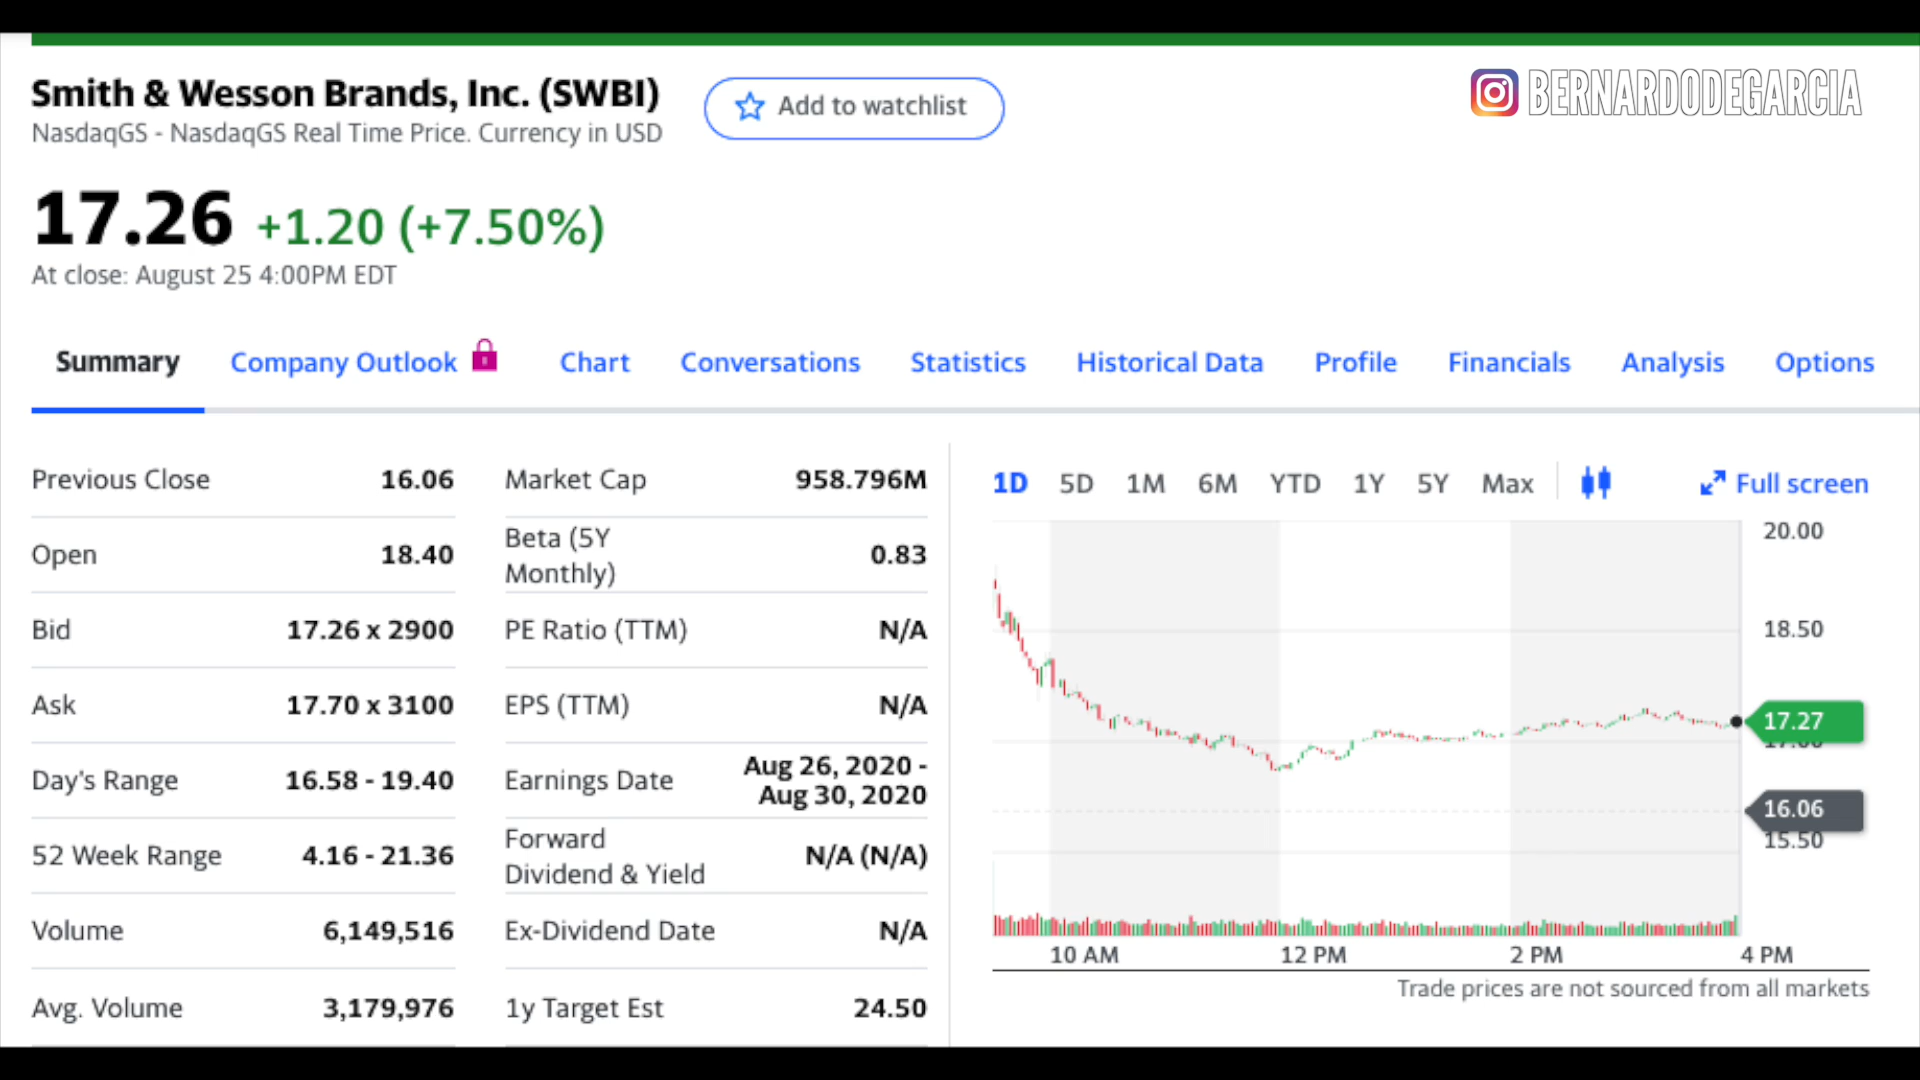 Smith & Wesson Brands, Inc. (SWBI)
NasdaqGS - NasdaqGS Real Time Price. Currency in USD
Add to watchlist
BERNARDODEGARCIA
17.26 +1.20 (+7.50%)
At close: August 25 4:00PM EDT
Summary Company Outlook Chart Conversations Statistics Historical Data Profile Financials Analysis Options
Previous Close 16.06
Open 18.40
Bid 17.26 x 2900
Ask 17.70 x 3100
Day's Range 16.58 - 19.40
52 Week Range 4.16 - 21.36
Volume 6,149,516
Avg. Volume 3,179,976
Market Cap 958.796M
Beta (5Y
Monthly) 0.83
PE Ratio (TTM) N/A
EPS (TTM) N/A
Earnings Date Aug 26, 2020 -
Aug 30, 2020
Forward
Dividend & Yield N/A (N/A)
Ex-Dividend Date N/A
1y Target Est 24.50
1D 5D 1M 6M YTD 1Y 5Y Max Full screen
20.00
18.50
17.27
16.06
15.50
10 AM 12 PM 2 PM 4 PM
Trade prices are not sourced from all markets